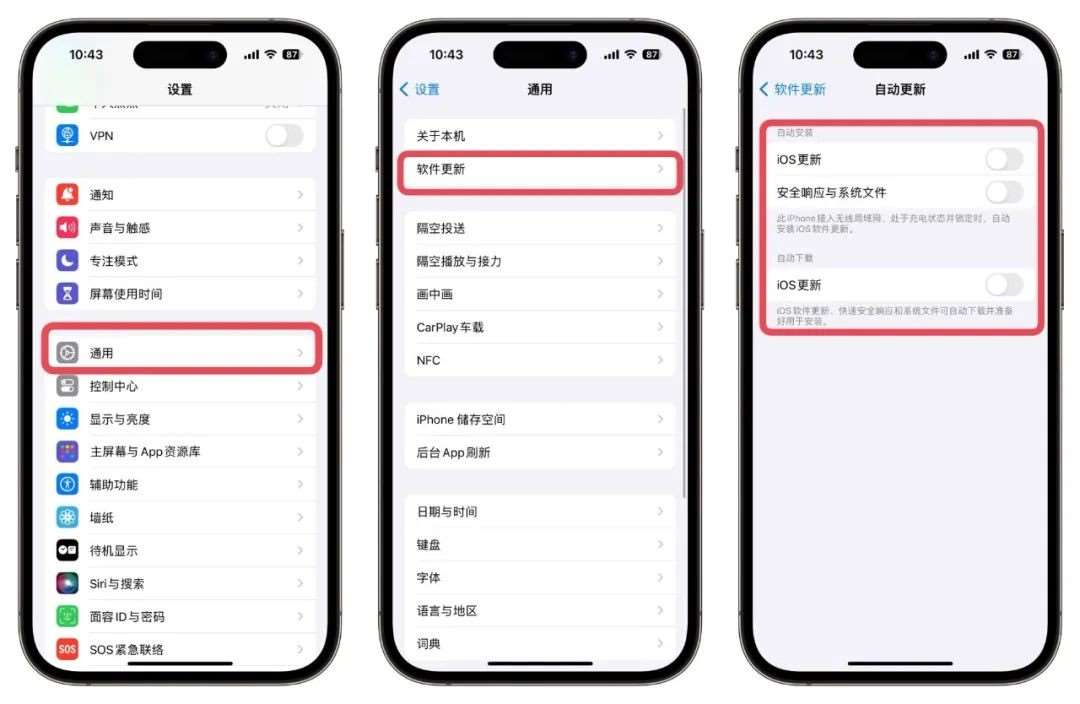 10:43
87
设置
VPN
通知
声音与触感
专注模式
屏幕使用时间
通用
控制中心
显示与亮度
主屏幕与App资源库
辅助功能
墙纸
待机显示
Siri与搜索
面容ID与密码
SOS
SOS紧急联络
10:43
87
设置
通用
关于本机
软件更新
隔空投送
隔空播放与接力
画中画
CarPlay车载
NFC
iPhone 储存空间
后台App刷新
日期与时间
键盘
字体
语言与地区
词典
10:43
87
软件更新
自动更新
自动安装
iOS更新
安全响应与系统文件
此iPhone接入无线局域网、处于充电状态并锁定时，自动
安装iOS软件更新。
自动下载
iOS更新
iOS软件更新、快速安全响应和系统文件可自动下载并准备
好用于安装。